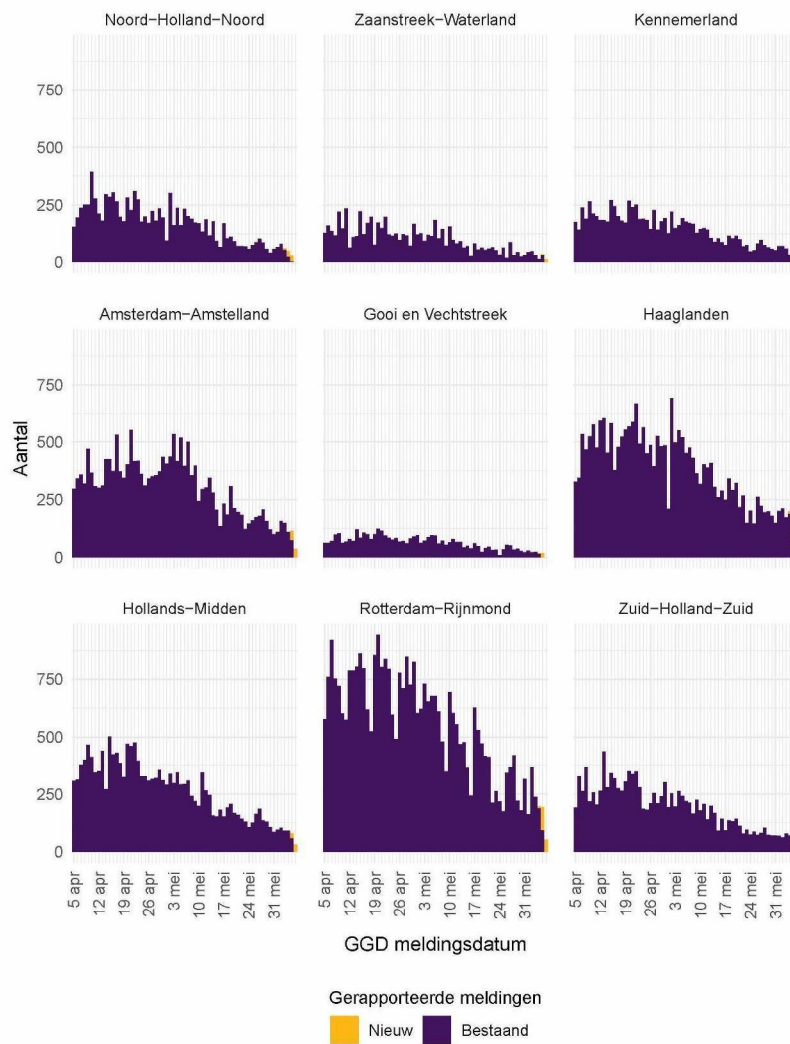 Noord-Holland-Noord Zaanstreek-Waterland Kennemerland
750
500
250
0
Amsterdam-Amstelland Gooi en Vechtstreek Haaglanden
750
500
250
0
Hollands-Midden Rotterdam-Rijnmond Zuid-Holland-Zuid
750
500
250
0
Aantal
5 apr 12 apr 19 apr 26 apr 3 mei 10 mei 17 mei 24 mei 31 mei 5 apr 12 apr 19 apr 26 apr 3 mei 10 mei 17 mei 24 mei 31 mei 5 apr 12 apr 19 apr 26 apr 3 mei 10 mei 17 mei 24 mei 31 mei
GGD meldingsdatum
Gerapporteerde meldingen
Nieuw Bestaand